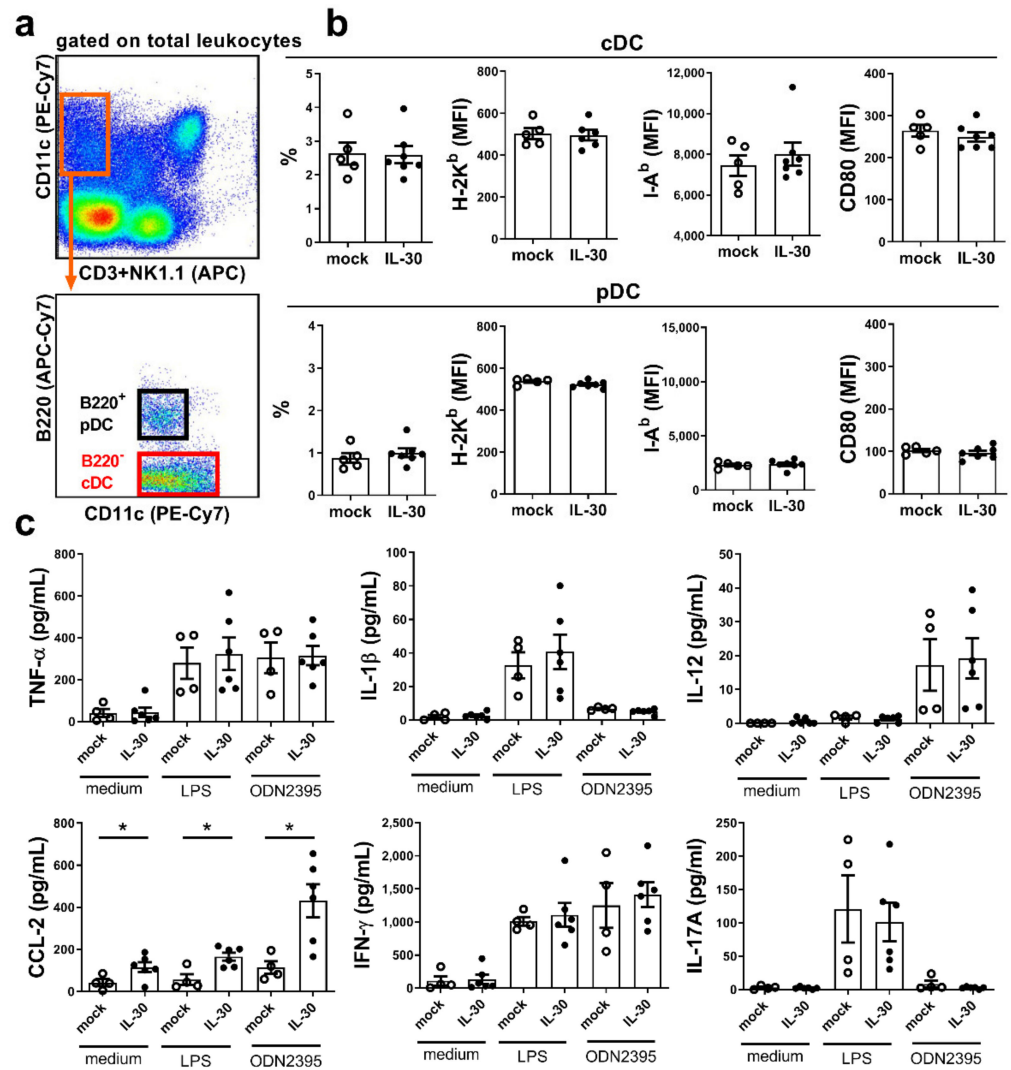 a
gated on total leukocytes
CD11c (PE-Cy7)
CD3+NK1.1 (APC)
B220 (APC-Cy7)
B220+
pDC
B220-
cDC
CD11c (PE-Cy7)
b
cDC
%
5
4
3
2
1
0
mock IL-30
H-2Kb (MFI)
800
600
400
200
0
mock IL-30
I-Ab (MFI)
12,000
10,000
8,000
6,000
4,000
mock IL-30
CD80 (MFI)
400
300
200
100
0
mock IL-30
pDC
%
4
3
2
1
0
mock IL-30
H-2Kb (MFI)
800
600
400
200
0
mock IL-30
I-Ab (MFI)
15,000
10,000
5,000
0
mock IL-30
CD80 (MFI)
400
300
200
100
0
mock IL-30
c
TNF-α (pg/mL)
800
600
400
200
0
mock IL-30 mock IL-30 mock IL-30
medium LPS ODN2395
IL-1β (pg/mL)
100
80
60
40
20
0
mock IL-30 mock IL-30 mock IL-30
medium LPS ODN2395
IL-12 (pg/mL)
50
40
30
20
10
0
mock IL-30 mock IL-30 mock IL-30
medium LPS ODN2395
CCL-2 (pg/mL)
800
600
400
200
0
* * *
mock IL-30 mock IL-30 mock IL-30
medium LPS ODN2395
IFN-γ (pg/mL)
2,500
2,000
1,500
1,000
500
0
mock IL-30 mock IL-30 mock IL-30
medium LPS ODN2395
IL-17A (pg/ml)
250
200
150
100
50
0
mock IL-30 mock IL-30 mock IL-30
medium LPS ODN2395